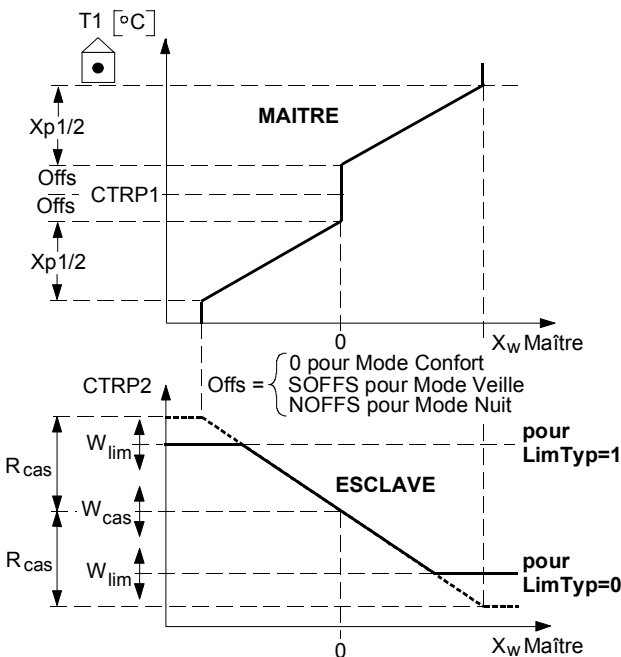 T1 [°C]
MAITRE
Xp1/2
Offs
CTRP1
Offs
Xp1/2
0
XW Maître
CTRP2
Offs =
0 pour Mode Confort
SOFFS pour Mode Veille
NOFFS pour Mode Nuit
Rcas
Wlim
pour
LimTyp=1
ESCLAVE
Wcas
Rcas
Wlim
pour
LimTyp=0
0
XW Maître